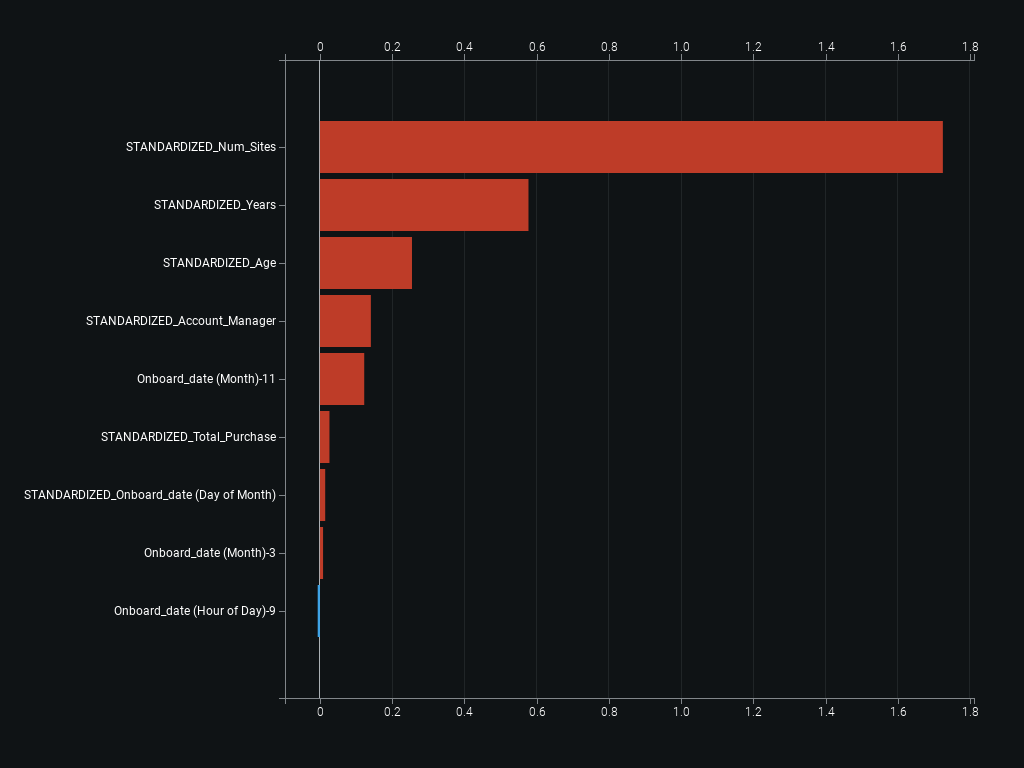 0 0.2 0.4 0.6 0.8 1.0 1.2 1.4 1.6 1.8
STANDARDIZED_Num_Sites
STANDARDIZED_Years
STANDARDIZED_Age
STANDARDIZED_Account_Manager
Onboard_date (Month)-11
STANDARDIZED_Total_Purchase
STANDARDIZED_Onboard_date (Day of Month)
Onboard_date (Month)-3
Onboard_date (Hour of Day)-9
0 0.2 0.4 0.6 0.8 1.0 1.2 1.4 1.6 1.8